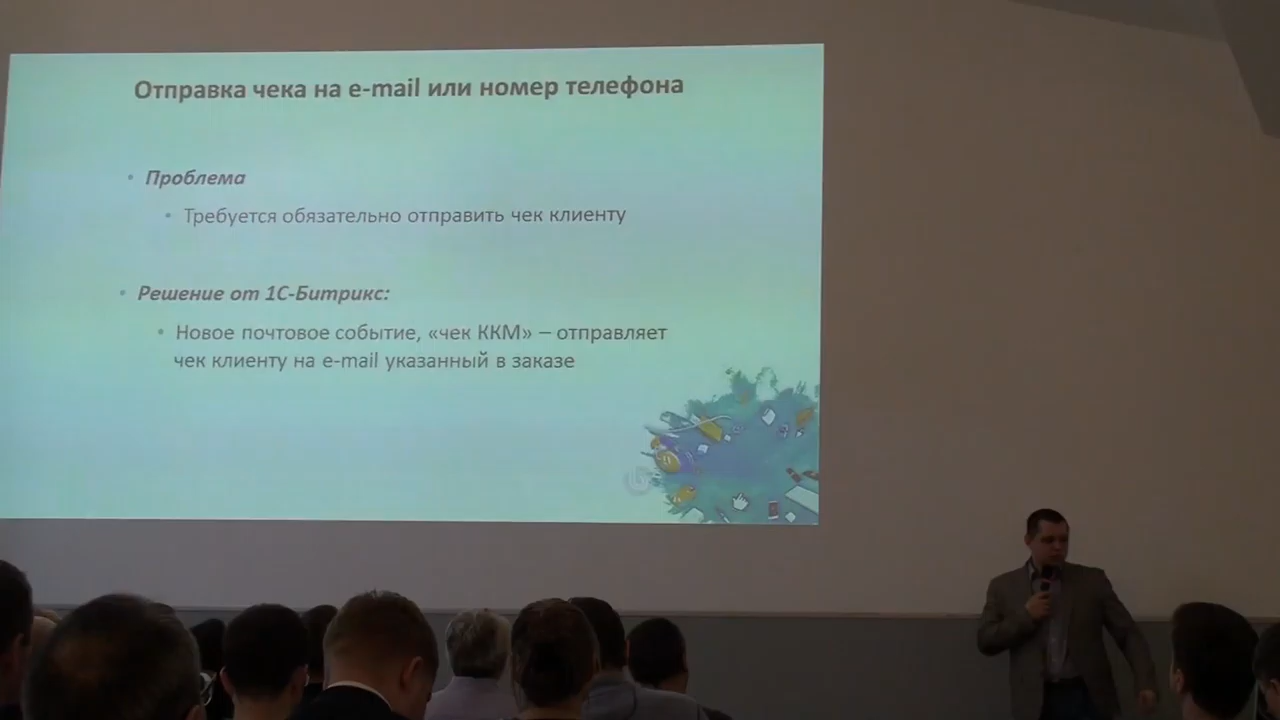 Отправка чека на e-mail или номер телефона
• Проблема
• Требуется обязательно отправить чек клиенту
• Решение от 1С-Битрикс:
• Новое почтовое событие, «чек ККМ» – отправляет
чек клиенту на e-mail указанный в заказе